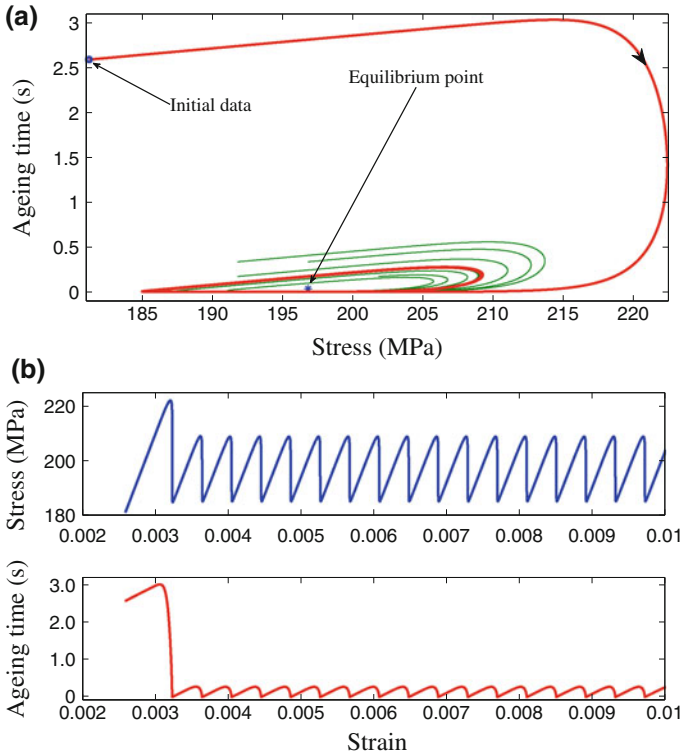 (a)
3
2.5
2
1.5
1
0.5
0
Ageing time (s)
Initial data
Equilibrium point
185 190 195 200 205 210 215 220
Stress (MPa)
(b)
220
200
180
Stress (MPa)
0.002 0.003 0.004 0.005 0.006 0.007 0.008 0.009 0.01
3.0
2.0
1.0
0
Ageing time (s)
0.002 0.003 0.004 0.005 0.006 0.007 0.008 0.009 0.01
Strain